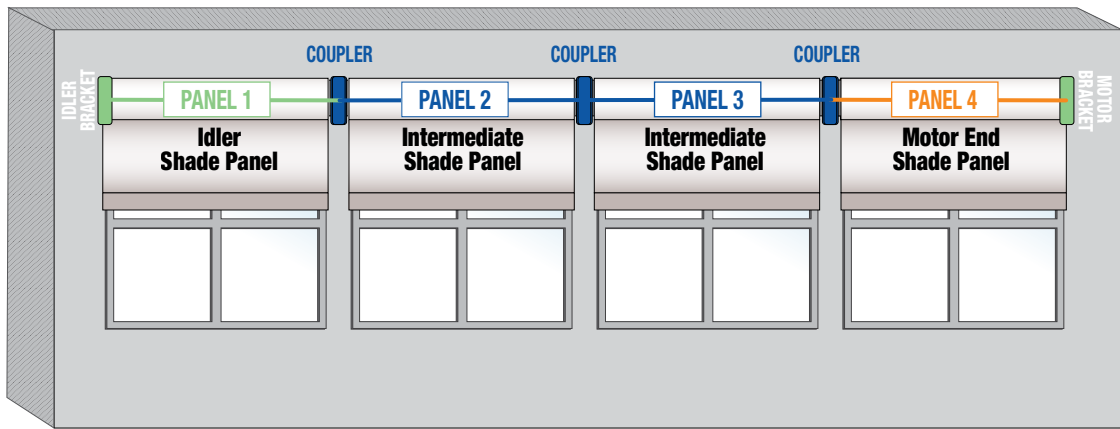 COUPLER
COUPLER
COUPLER
IDLER
BRACKET
PANEL 1
PANEL 2
PANEL 3
PANEL 4
MOTOR
BRACKET
Idler
Shade Panel
Intermediate
Shade Panel
Intermediate
Shade Panel
Motor End
Shade Panel